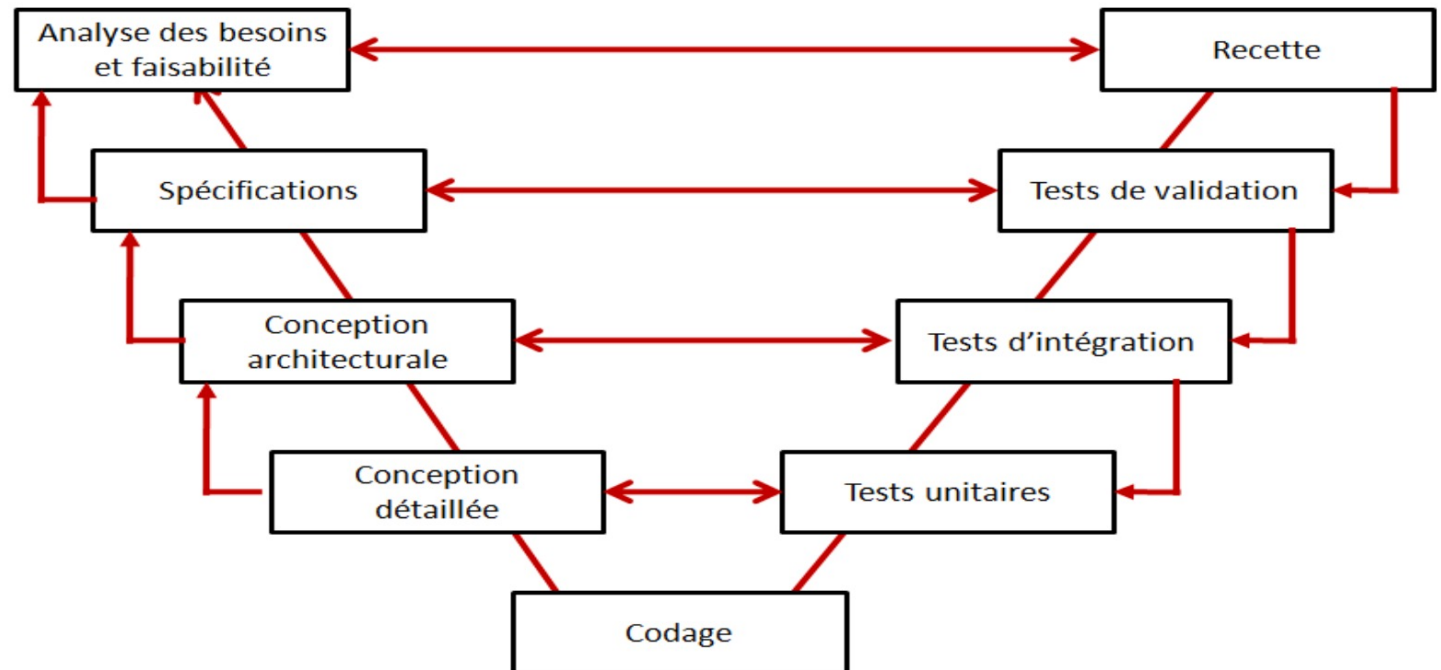 Analyse des besoins
et faisabilité
Recette
Spécifications
Tests de validation
Conception
architecturale
Tests d’intégration
Conception
détaillée
Tests unitaires
Codage